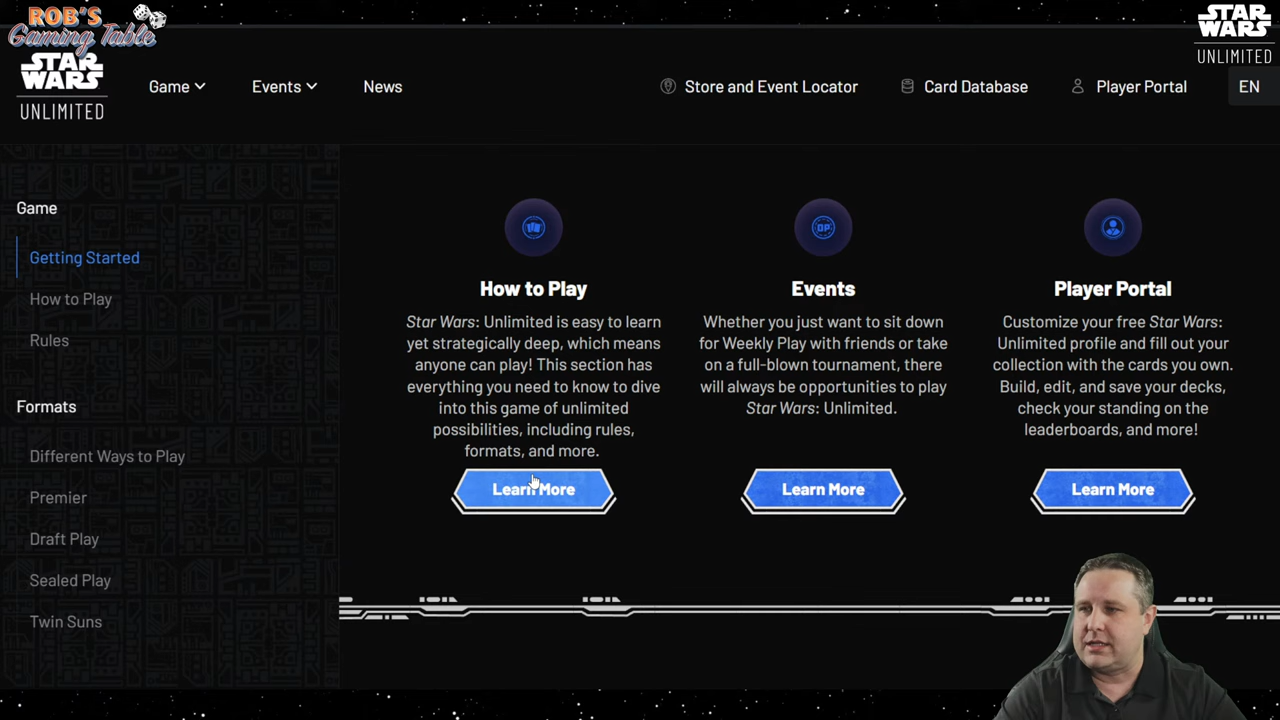 ROB'S
Gaming Table
STAR WARS
UNLIMITED
STAR WARS
UNLIMITED
Game
Events
News
Store and Event Locator
Card Database
Player Portal
EN
Game
Getting Started
How to Play
Rules
Formats
Different Ways to Play
Premier
Draft Play
Sealed Play
Twin Suns
How to Play
Star Wars: Unlimited is easy to learn
yet strategically deep, which means
anyone can play! This section has
everything you need to know to dive
into this game of unlimited
possibilities, including rules,
formats, and more.
Learn More
OP
Events
Whether you just want to sit down
for Weekly Play with friends or take
on a full-blown tournament, there
will always be opportunities to play
Star Wars: Unlimited.
Learn More
Player Portal
Customize your free Star Wars:
Unlimited profile and fill out your
collection with the cards you own.
Build, edit, and save your decks,
check your standing on the
leaderboards, and more!
Learn More